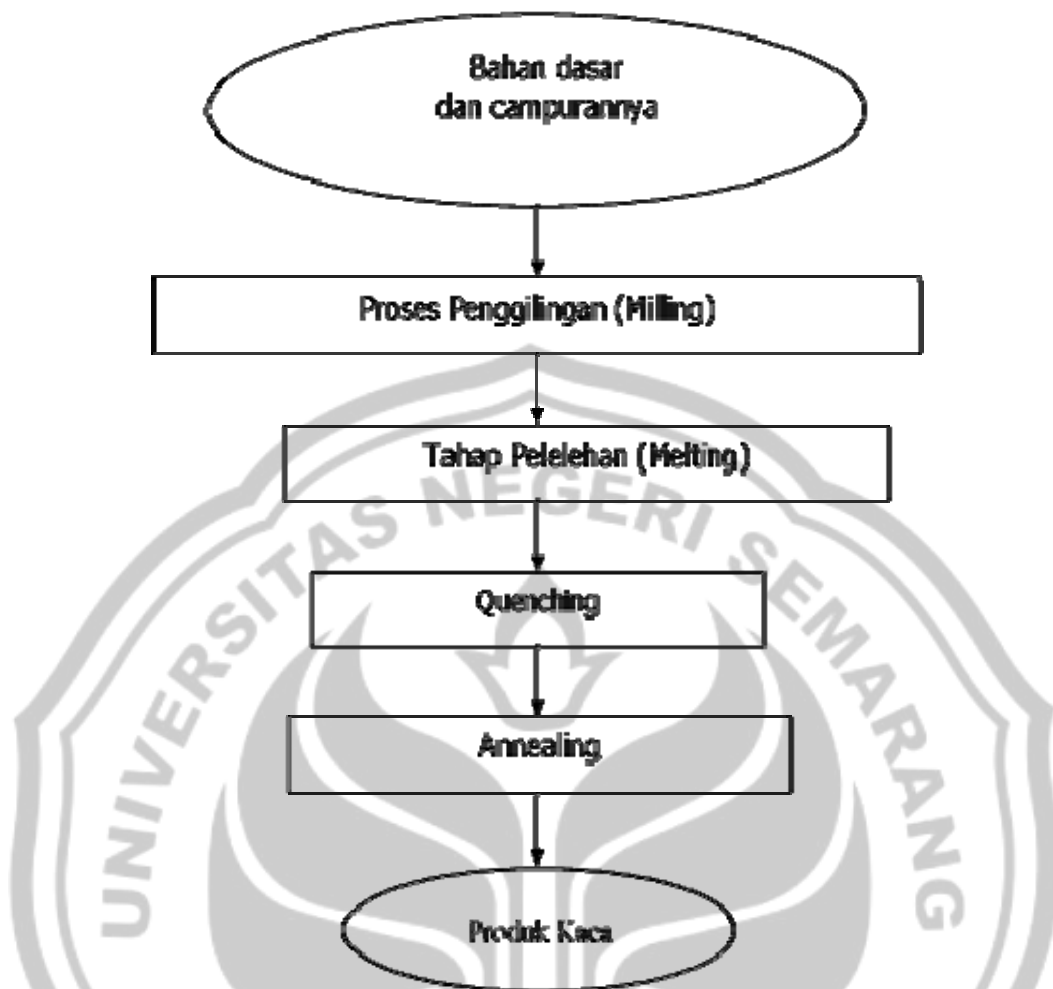 Bahan dasar
dan campurannya
Proses Penggilingan (Milling)
Tahap Pelelehan (Melting)
Quenching
Annealing
Produk Kaca
UNIVERSITAS NEGERI SEMARANG